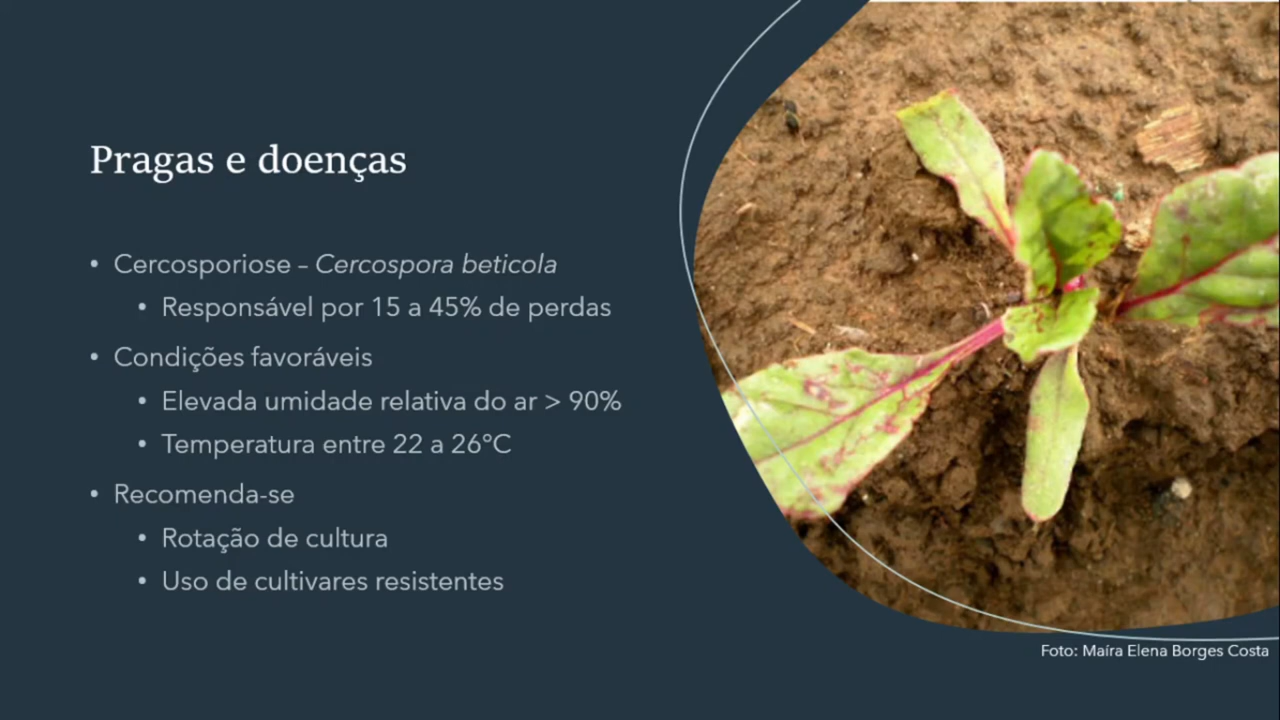 Pragas e doenças
• Cercosporiose – Cercospora beticola
• Responsável por 15 a 45% de perdas
• Condições favoráveis
• Elevada umidade relativa do ar > 90%
• Temperatura entre 22 a 26ºC
• Recomenda-se
• Rotação de cultura
• Uso de cultivares resistentes
Foto: Maíra Elena Borges Costa